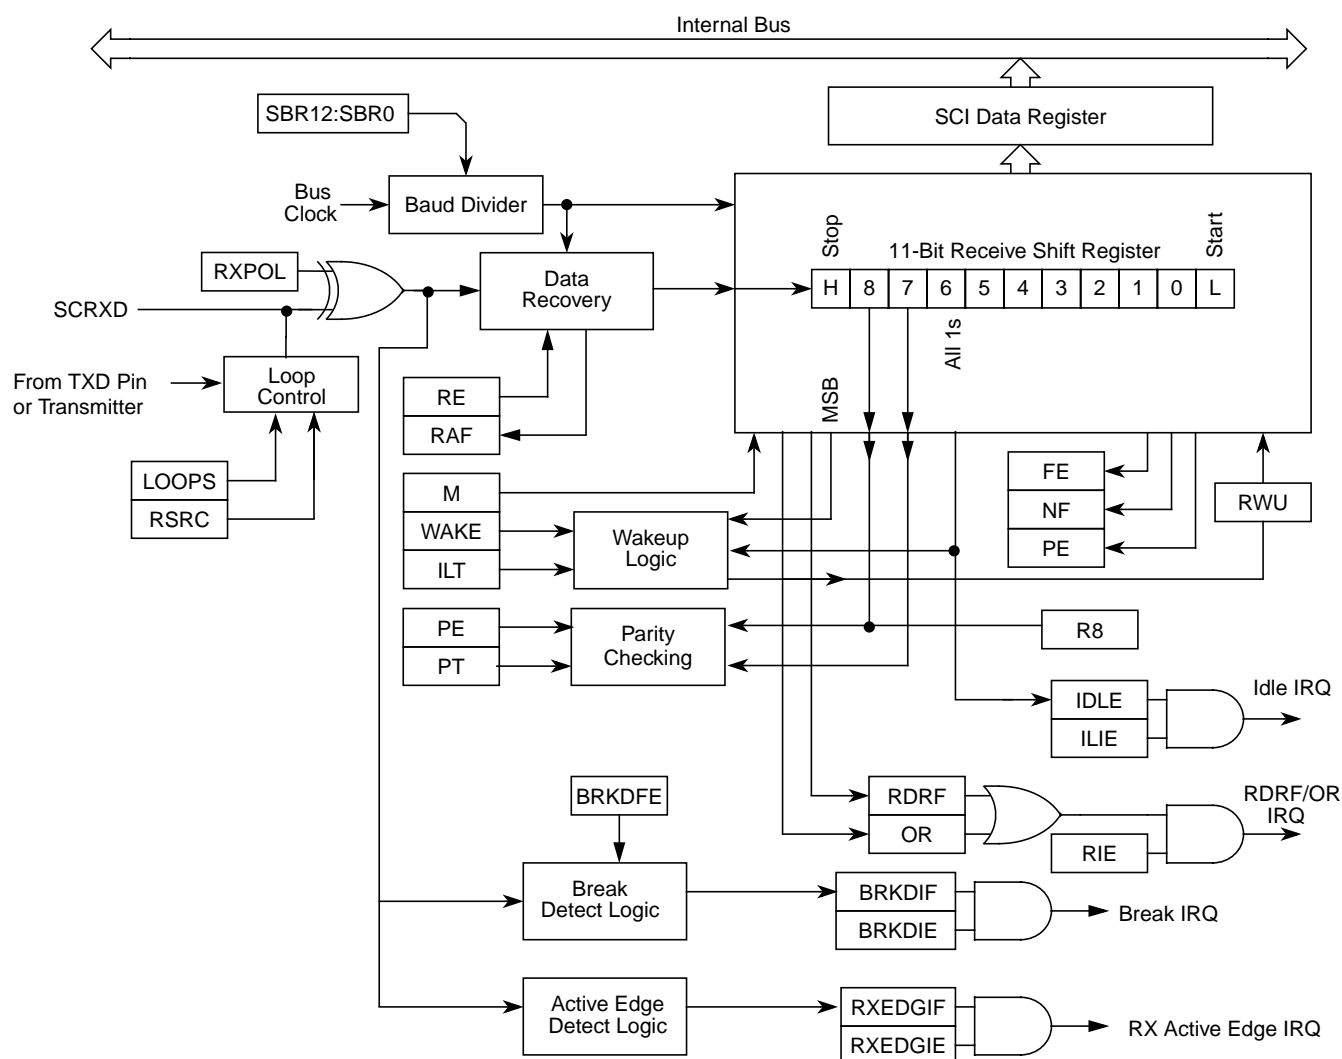 Internal Bus
SBR12:SBR0
SCI Data Register
Bus
Clock
Baud Divider
Stop
11-Bit Receive Shift Register
Start
RXPOL
Data
Recovery
H 8 7 6 5 4 3 2 1 0 L
SCRXD
All 1s
From TXD Pin
or Transmitter
Loop
Control
RE
RAF
MSB
LOOPS
RSRC
M
WAKE
ILT
Wakeup
Logic
FE
NF
PE
RWU
PE
PT
Parity
Checking
R8
IDLE
ILIE
Idle IRQ
BRKDFE
RDRF
OR
RIE
RDRF/OR
IRQ
Break
Detect Logic
BRKDIF
BRKDIE
Break IRQ
Active Edge
Detect Logic
RXEDGIF
RXEDGIE
RX Active Edge IRQ